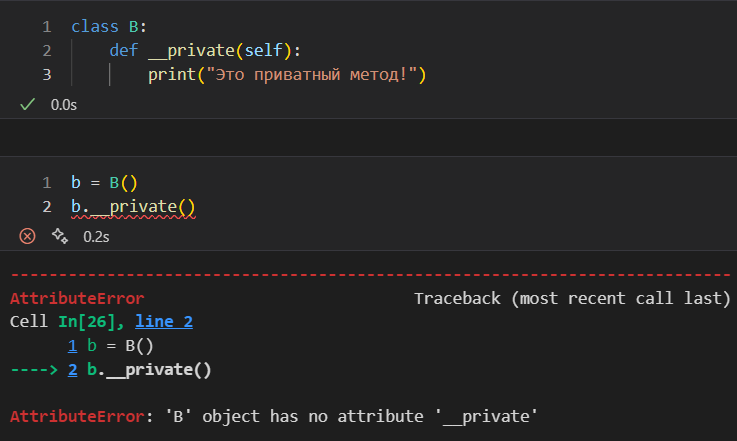 1 class B:
2     def __private(self):
3         print("Это приватный метод!")
0.0s
1 b = B()
2 b.__private()
0.2s
---------------------------------------------------------------------------
AttributeError                            Traceback (most recent call last)
Cell In[26], line 2
      1 b = B()
----> 2 b.__private()
AttributeError: 'B' object has no attribute '__private'